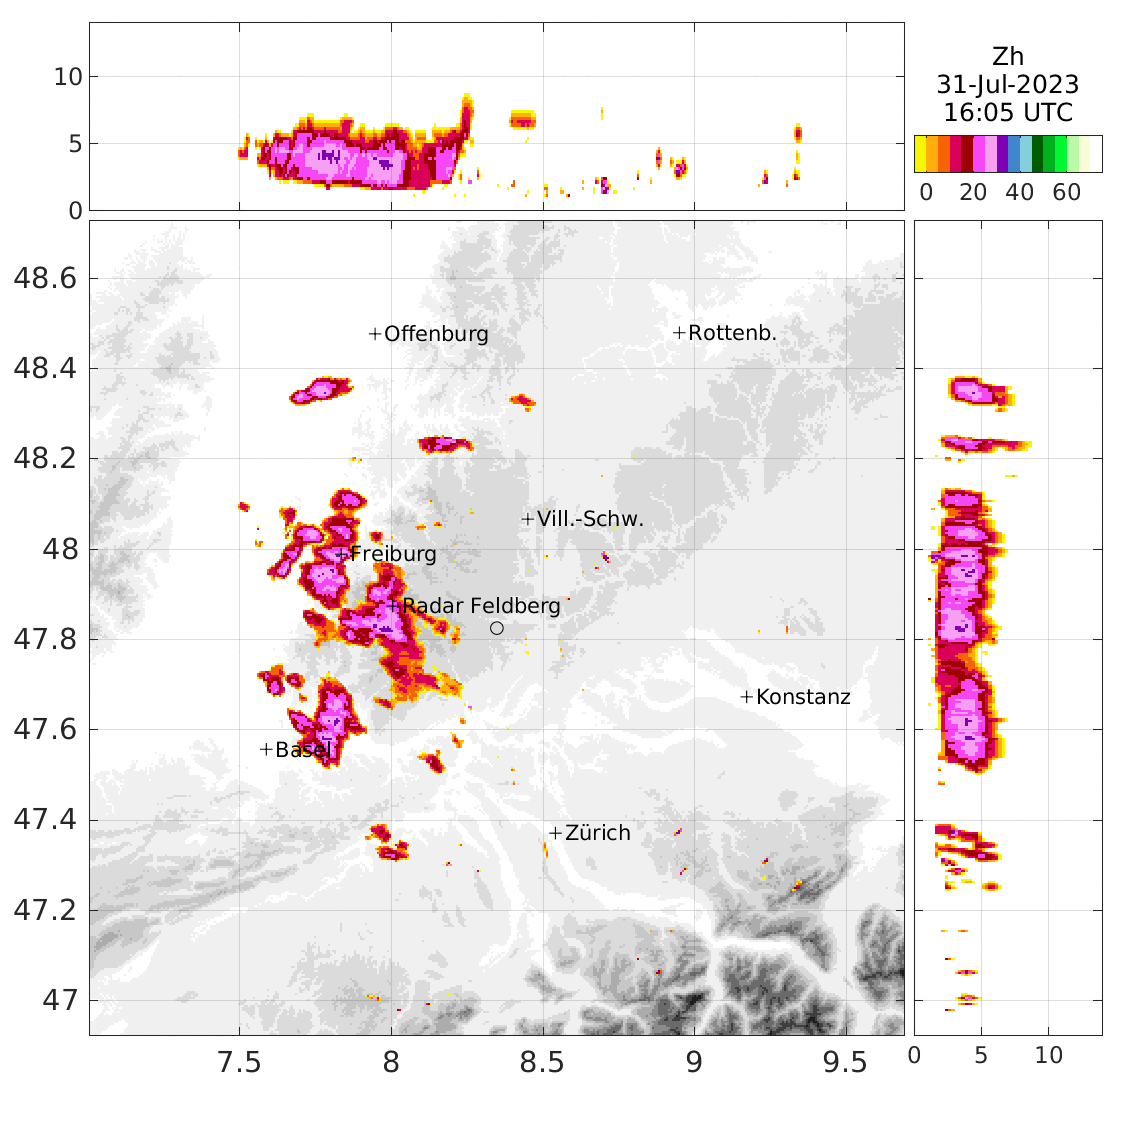 10
5
0
Zh
31-Jul-2023
16:05 UTC
0 20 40 60
48.6
48.4
48.2
48
47.8
47.6
47.4
47.2
47
+Offenburg
+Rottenb.
+Vill.-Schw.
+Freiburg
+Radar Feldberg
+Konstanz
+Basel
+Zürich
7.5 8 8.5 9 9.5
0 5 10